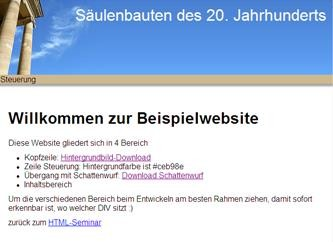 Säulenbauten des 20. Jahrhunderts
Steuerung
Willkommen zur Beispielwebsite
Diese Website gliedert sich in 4 Bereich
Kopfzeile: Hintergrundbild-Download
Zeile Steuerung: Hintergrundfarbe ist #ceb98e
Übergang mit Schattenwurf: Download Schattenwurf
Inhaltsbereich
Um die verschiedenen Bereich beim Entwickeln am besten Rahmen ziehen, damit sofort
erkennbar ist, wo welcher DIV sitzt :)
zurück zum HTML-Seminar